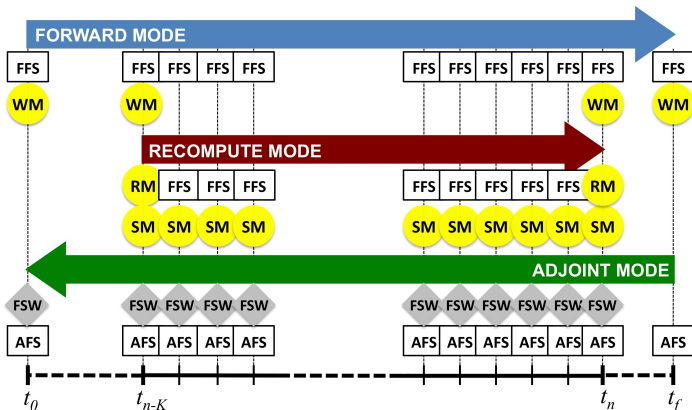 FORWARD MODE
FFS FFS FFS FFS FFS FFS FFS FFS FFS FFS FFS FFS
WM WM WM WM
RECOMPUTE MODE
RM FFS FFS FFS FFS FFS FFS FFS FFS RM
SM SM SM SM SM SM SM SM SM SM
ADJOINT MODE
FSW FSW FSW FSW FSW FSW FSW FSW FSW FSW FSW
AFS AFS AFS AFS AFS AFS AFS AFS AFS AFS AFS AFS
t0 tn-K tn tf